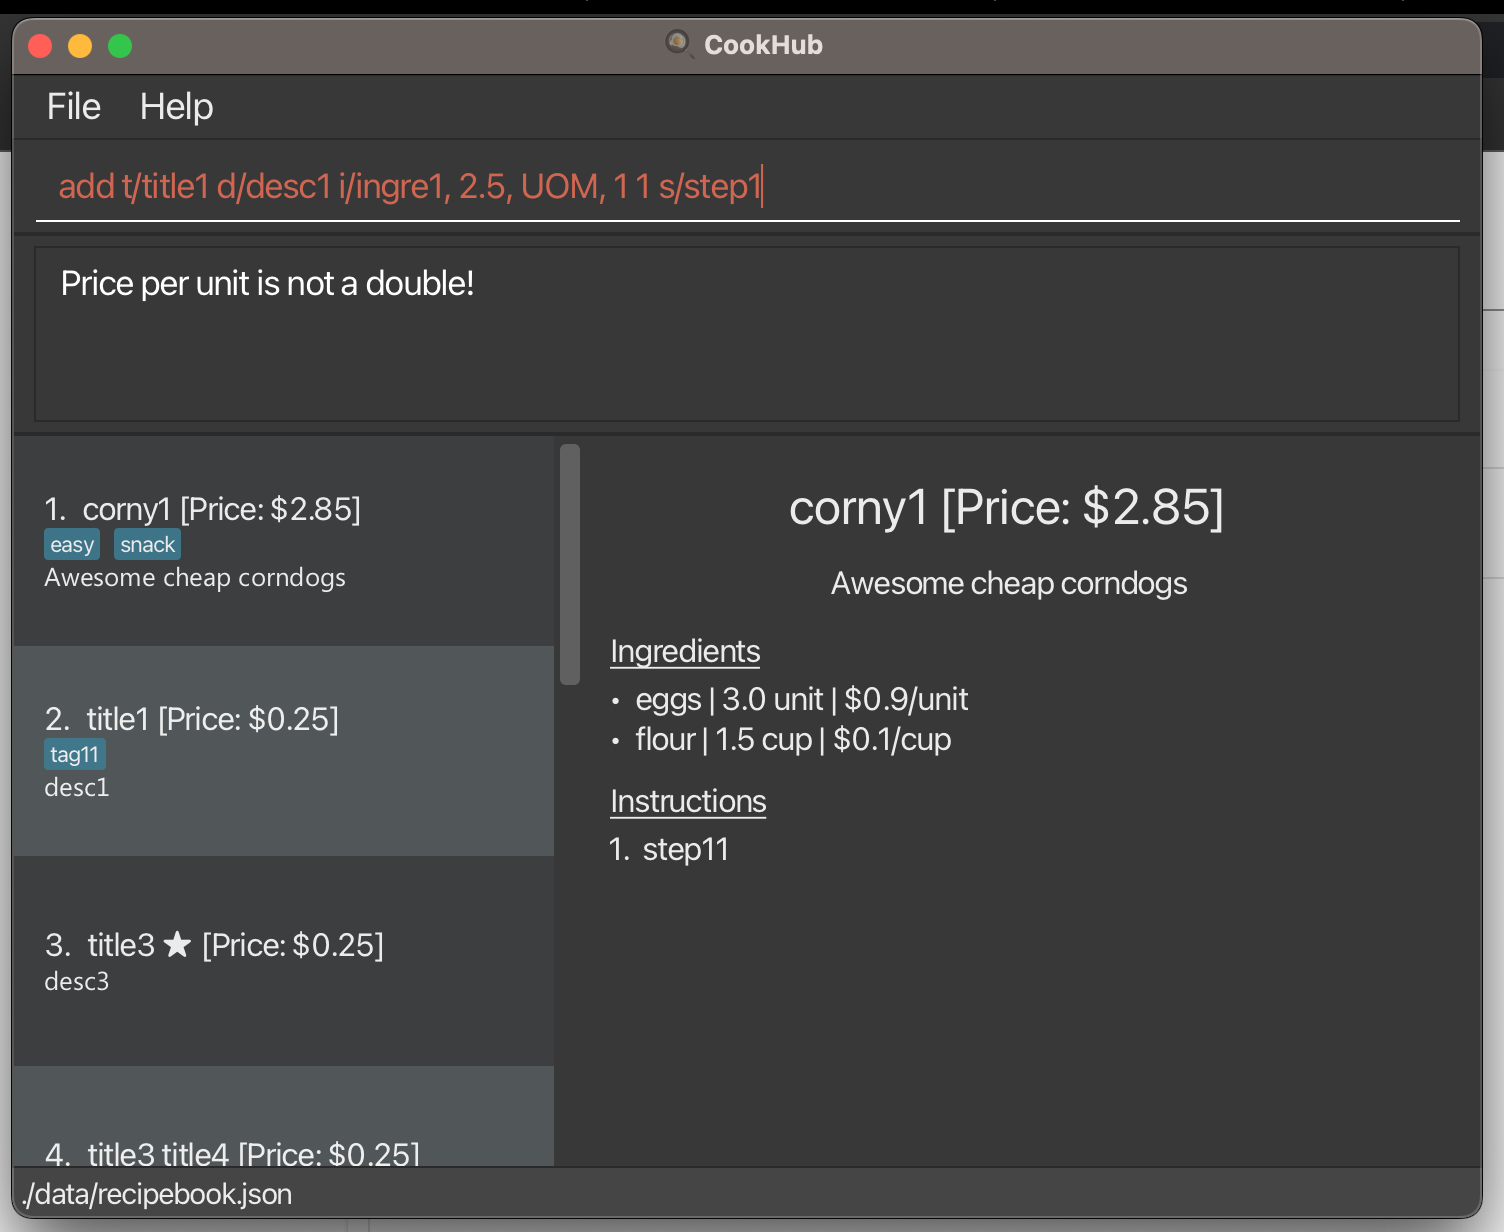 CookHub
File Help
add t/title1 d/desc1 i/ingre1, 2.5, UOM, 1 1 s/step1
Price per unit is not a double!
1. corny1 [Price: $2.85]
easy snack
Awesome cheap corndogs
2. title1 [Price: $0.25]
tag11
desc1
3. title3 ★ [Price: $0.25]
desc3
4. title3 title4 [Price: $0.25]
corny1 [Price: $2.85]
Awesome cheap corndogs
Ingredients
• eggs | 3.0 unit | $0.9/unit
• flour | 1.5 cup | $0.1/cup
Instructions
1. step11
./data/recipebook.json